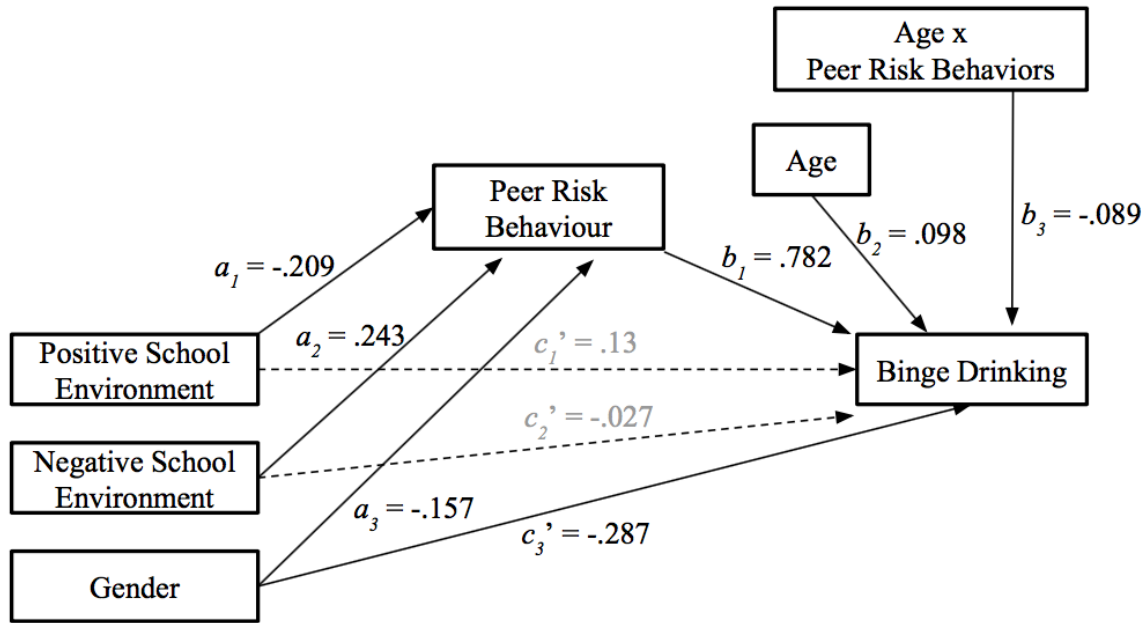 Age x
Peer Risk Behaviors
Age
Peer Risk
Behaviour
b3 = -.089
b2 = .098
b1 = .782
a1 = -.209
a2 = .243
c1’ = .13
Positive School
Environment
Binge Drinking
c2’ = -.027
Negative School
Environment
a3 = -.157
c3’ = -.287
Gender